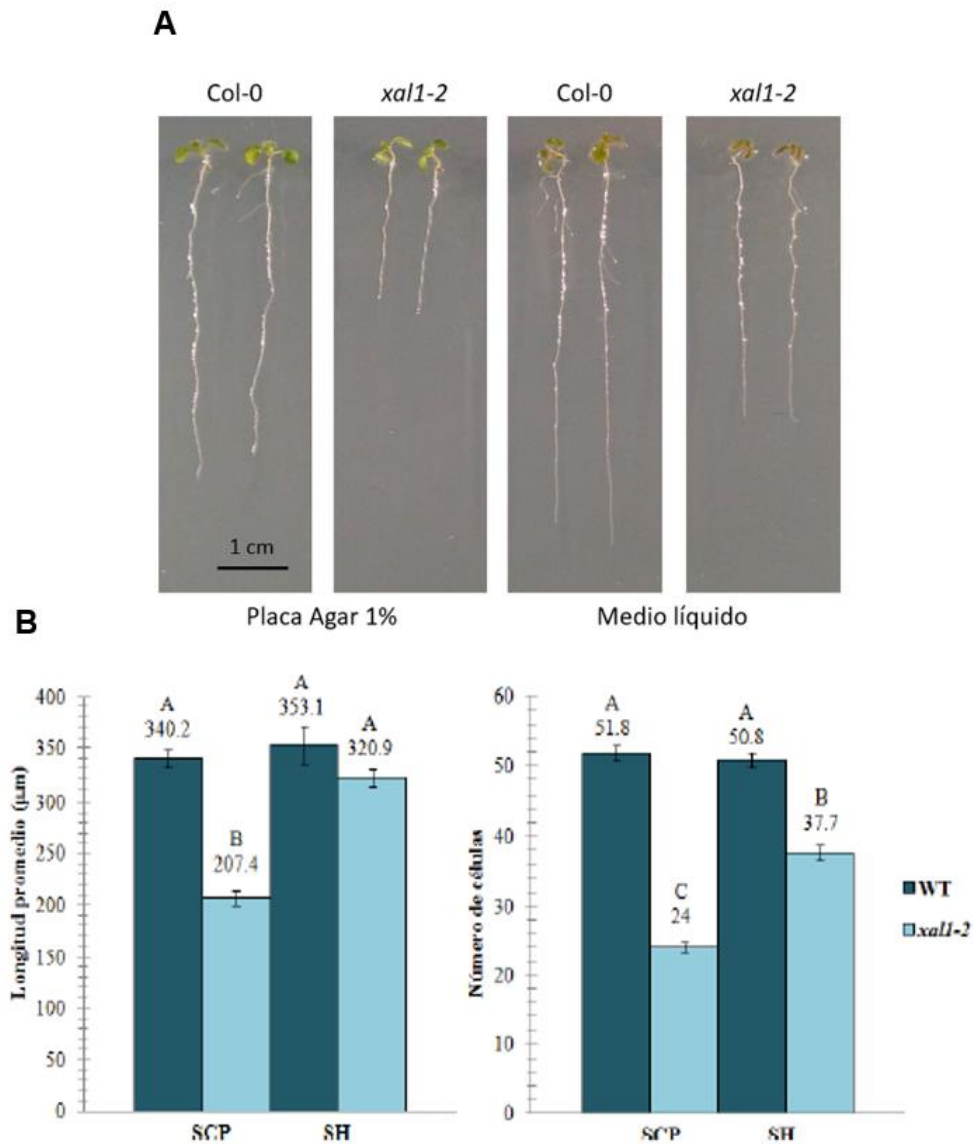 A
Col-0 xal1-2 Col-0 xal1-2
1 cm
Placa Agar 1% Medio líquido
B
Longitud promedio (µm)
400
350
300
250
200
150
100
50
0
A
340.2
B
207.4
A
353.1
A
320.9
SCP SH
Número de células
60
50
40
30
20
10
0
A
51.8
C
24
A
50.8
B
37.7
SCP SH
WT
xal1-2